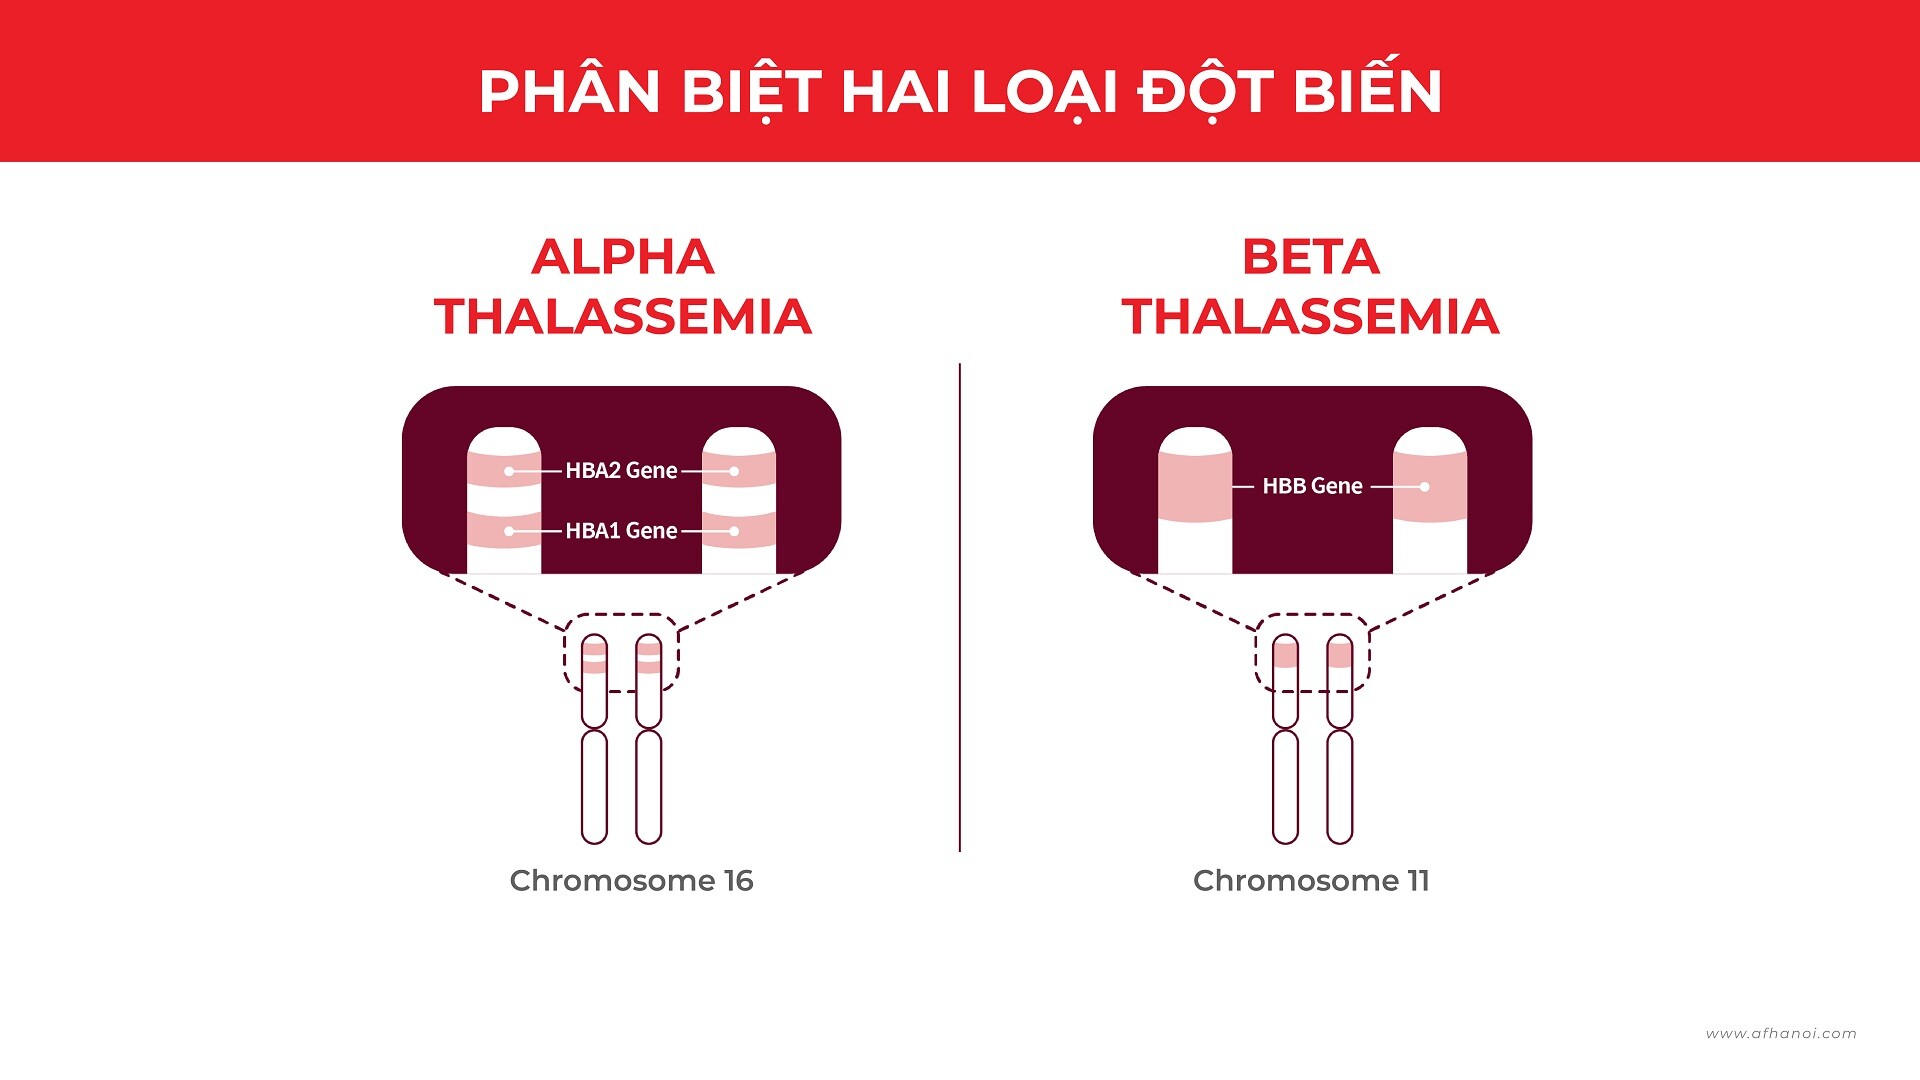 PHÂN BIỆT HAI LOẠI ĐỘT BIẾN
ALPHA
THALASSEMIA
HBA2 Gene
HBA1 Gene
Chromosome 16
BETA
THALASSEMIA
HBB Gene
Chromosome 11
www.afhanoi.com